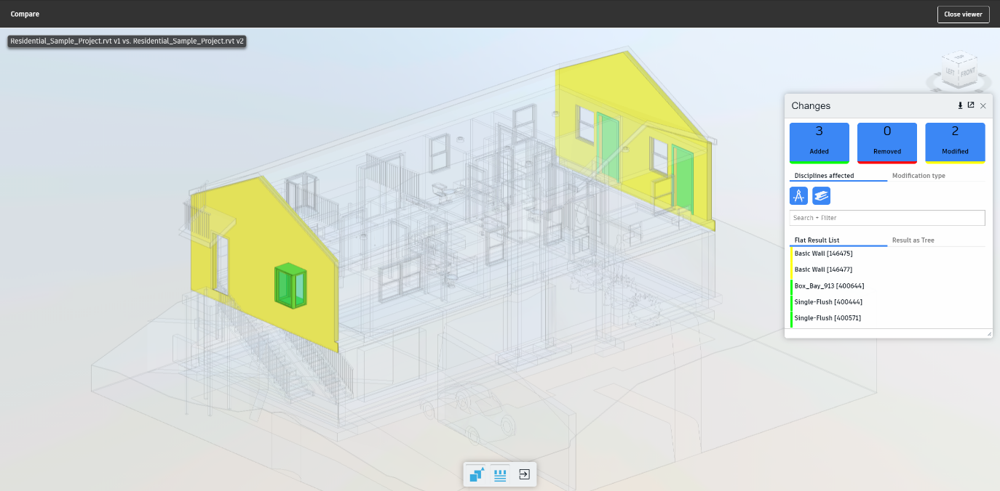 Compare
Close viewer
Residential_Sample_Project.rvt v1 vs. Residential_Sample_Project.rvt v2
TOP
LEFT
FRONT
Changes
3
Added
0
Removed
2
Modified
Disciplines affected
Modification type
Search + Filter
Flat Result List
Result as Tree
Basic Wall [146475]
Basic Wall [146477]
Box_Bay_913 [400644]
Single-Flush [400444]
Single-Flush [400571]